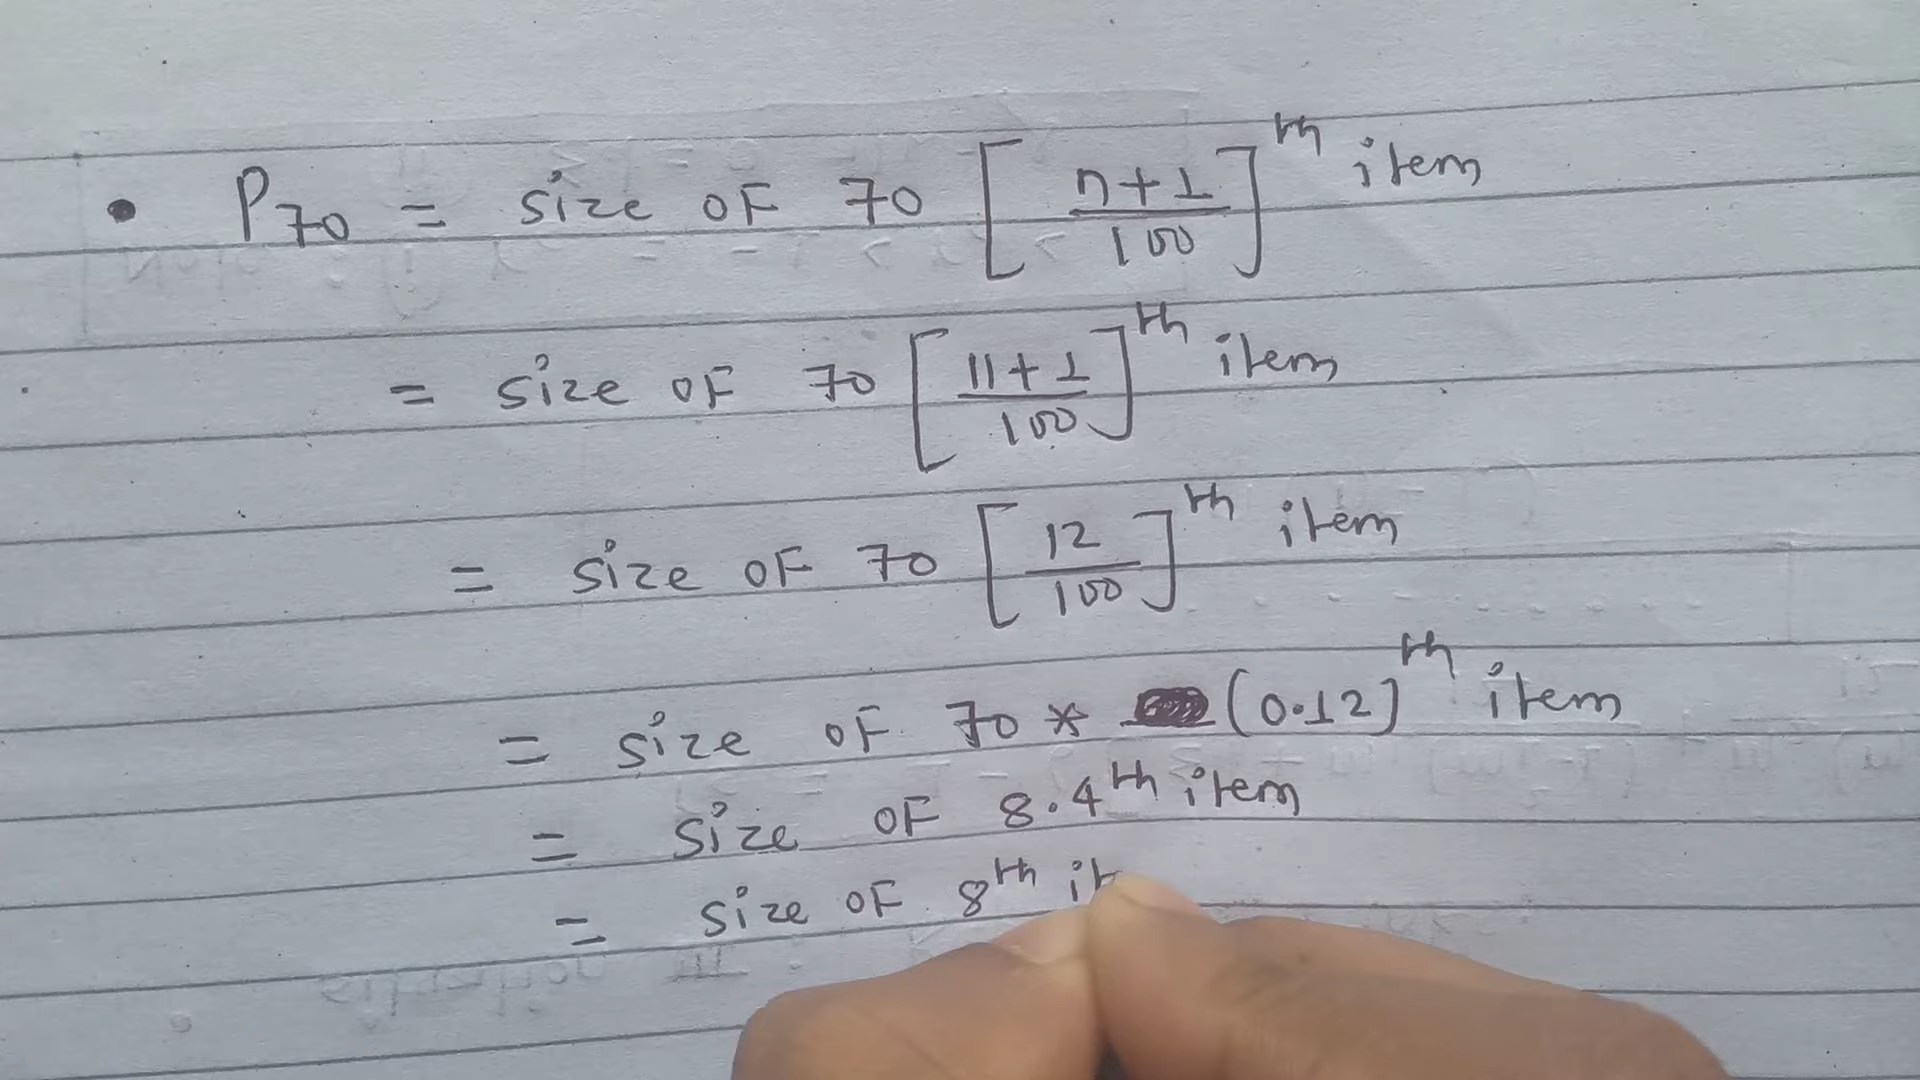 • P70 = size OF 70 [ n+1 / 100 ]th item
= size OF 70 [ 11+1 / 100 ]th item
= size OF 70 [ 12 / 100 ]th item
= size OF 70 * (0.12)th item
= size OF 8.4th item
= size OF 8th it